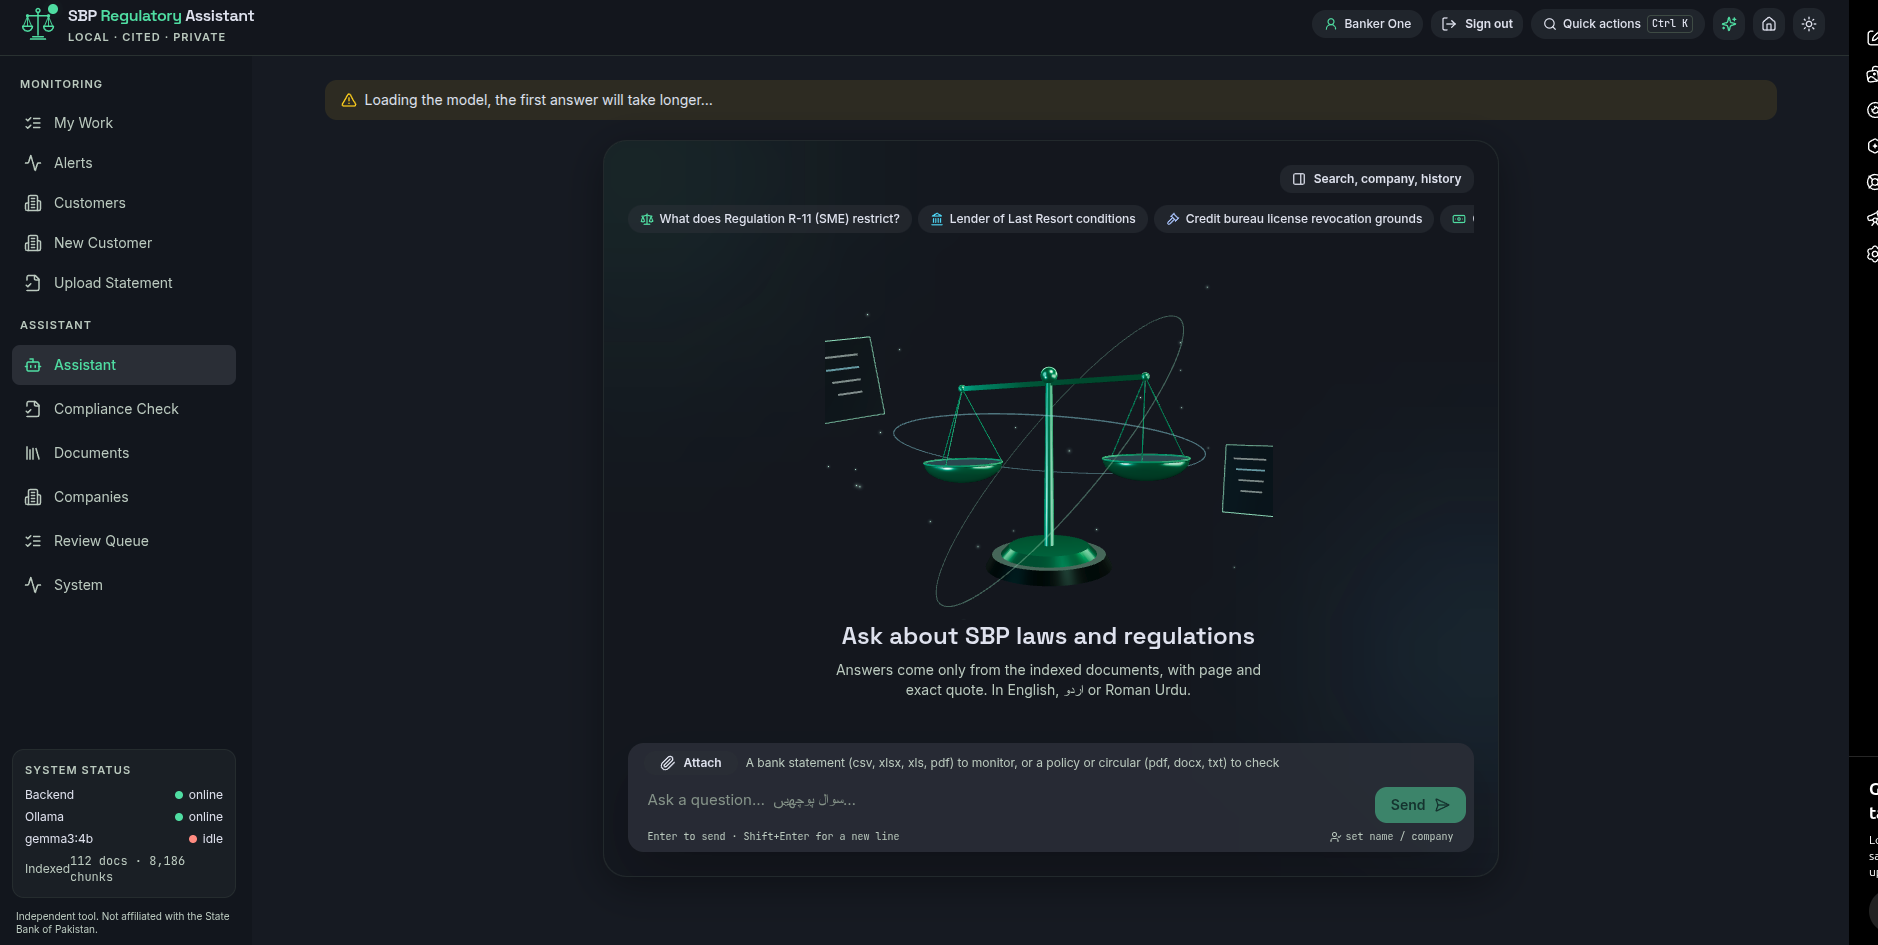 SBP Regulatory Assistant
LOCAL · CITED · PRIVATE
Banker One
Sign out
Quick actions
Ctrl K
MONITORING
My Work
Alerts
Customers
New Customer
Upload Statement
ASSISTANT
Assistant
Compliance Check
Documents
Companies
Review Queue
System
SYSTEM STATUS
Backend online
Ollama online
gemma3:4b idle
Indexed 112 docs · 8,186
chunks
Independent tool. Not affiliated with the State
Bank of Pakistan.
Loading the model, the first answer will take longer...
Search, company, history
What does Regulation R-11 (SME) restrict?
Lender of Last Resort conditions
Credit bureau license revocation grounds
Ask about SBP laws and regulations
Answers come only from the indexed documents, with page and
exact quote. In English, اردو or Roman Urdu.
Attach
A bank statement (csv, xlsx, xls, pdf) to monitor, or a policy or circular (pdf, docx, txt) to check
Ask a question... سوال پوچھیں...
Send
Enter to send · Shift+Enter for a new line
set name / company